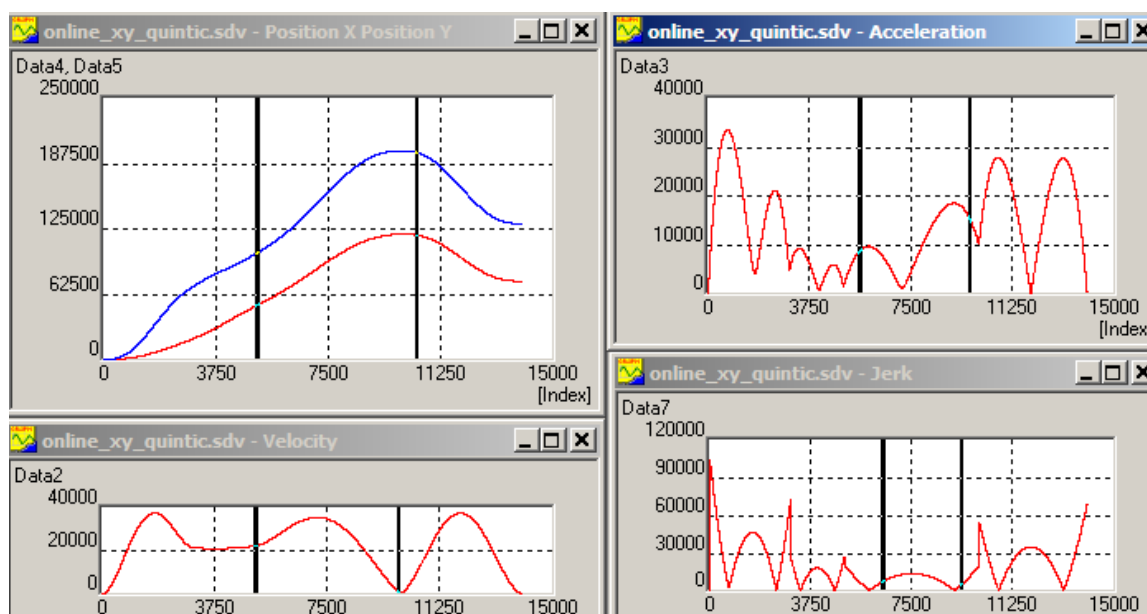 online_xy_quintic.sdv - Position X Position Y
Data4, Data5
250000
187500
125000
62500
0
0 3750 7500 11250 15000
[Index]
online_xy_quintic.sdv - Velocity
Data2
40000
20000
0
0 3750 7500 11250 15000
online_xy_quintic.sdv - Acceleration
Data3
40000
30000
20000
10000
0
0 3750 7500 11250 15000
[Index
online_xy_quintic.sdv - Jerk
Data7
120000
90000
60000
30000
0
0 3750 7500 11250 15000